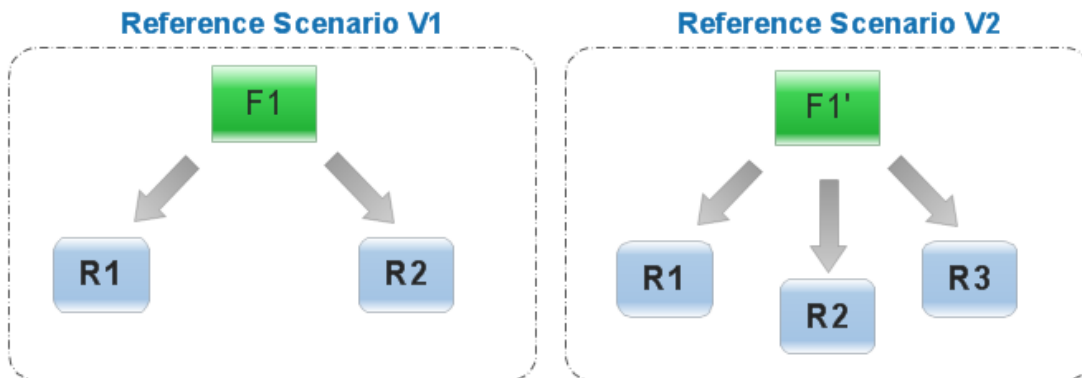 Reference Scenario V1
F1
R1
R2
Reference Scenario V2
F1'
R1
R2
R3